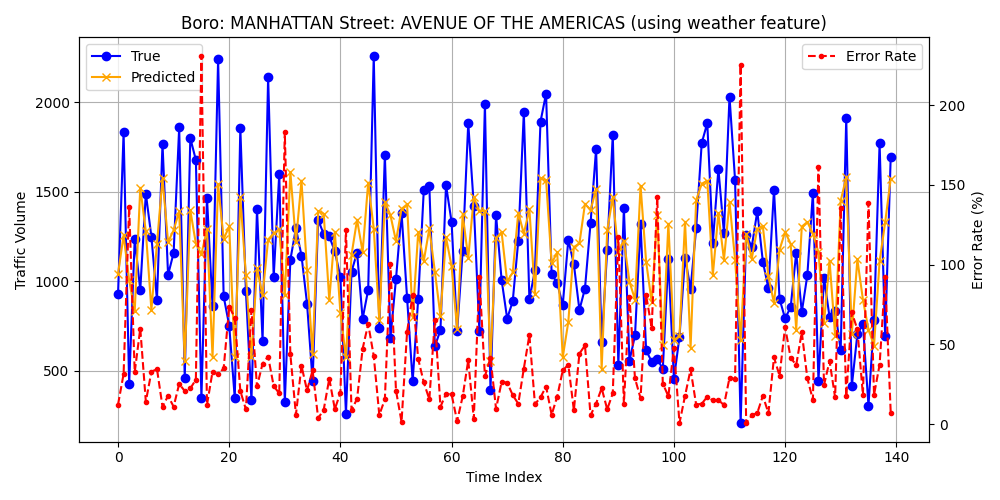 Boro: MANHATTAN Street: AVENUE OF THE AMERICAS (using weather feature)
True
Predicted
Error Rate
Traffic Volume
2000
1500
1000
500
Error Rate (%)
200
150
100
50
0
0 20 40 60 80 100 120 140
Time Index